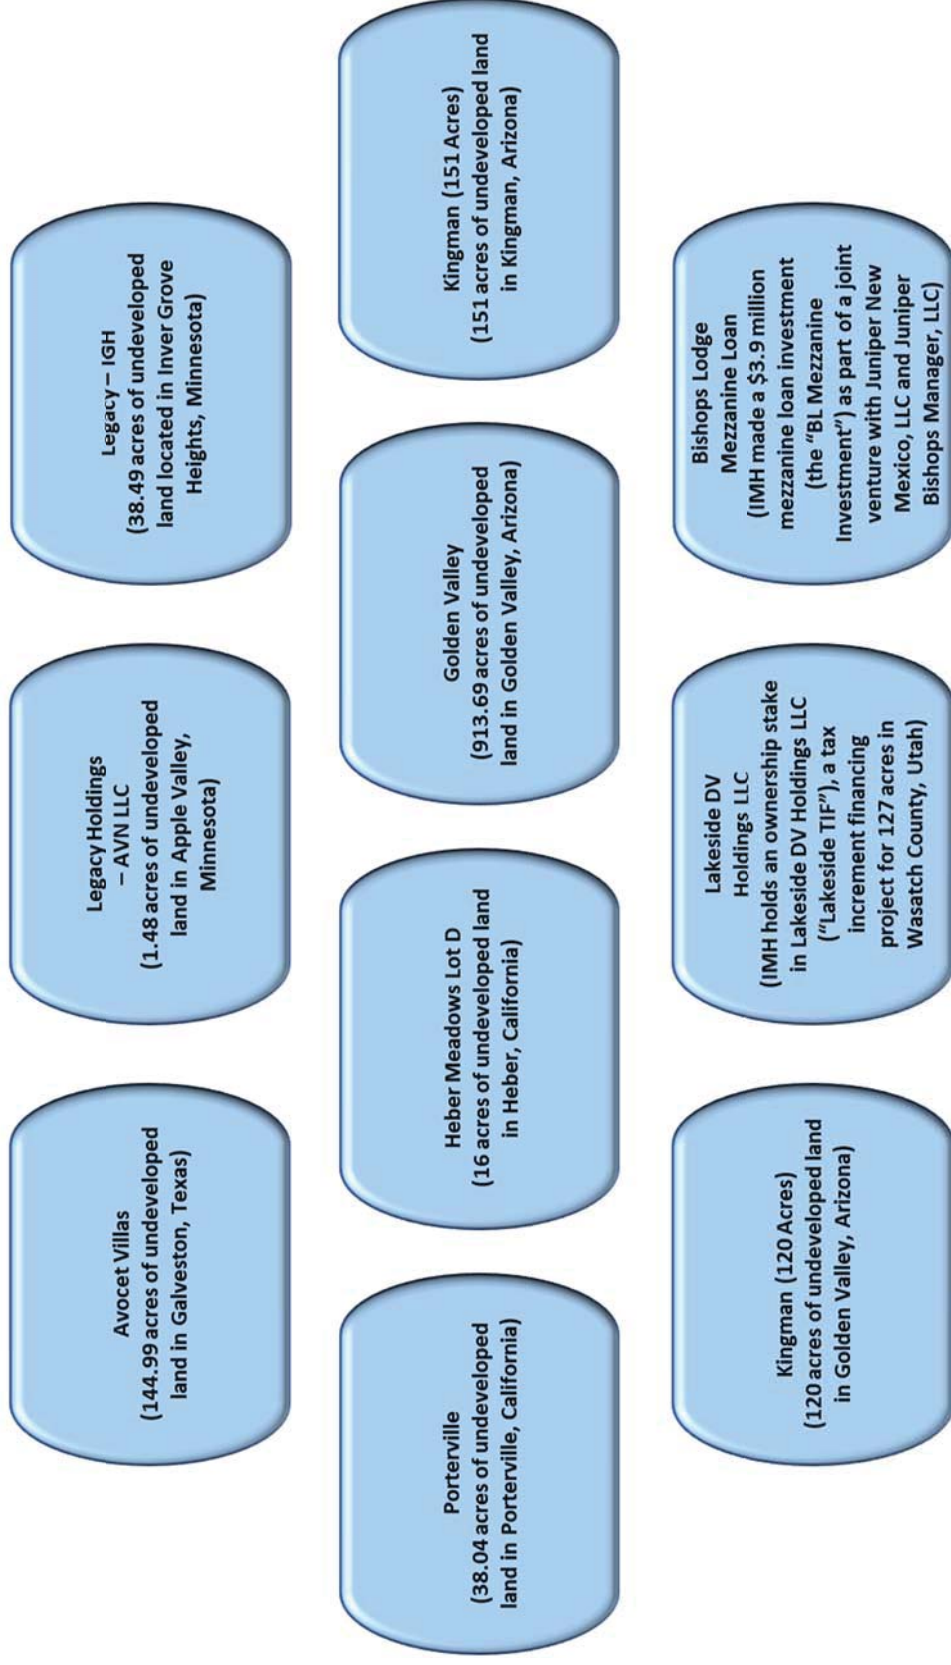 Avocet Villas
(144.99 acres of undeveloped
land in Galveston, Texas)
Legacy Holdings
– AVN LLC
(1.48 acres of undeveloped
land in Apple Valley,
Minnesota)
Legacy – IGH
(38.49 acres of undeveloped
land located in Inver Grove
Heights, Minnesota)
Porterville
(38.04 acres of undeveloped
land in Porterville, California)
Heber Meadows Lot D
(16 acres of undeveloped land
in Heber, California)
Golden Valley
(913.69 acres of undeveloped
land in Golden Valley, Arizona)
Kingman (151 Acres)
(151 acres of undeveloped land
in Kingman, Arizona)
Kingman (120 Acres)
(120 acres of undeveloped land
in Golden Valley, Arizona)
Lakeside DV
Holdings LLC
(IMH holds an ownership stake
in Lakeside DV Holdings LLC
("Lakeside TIF"), a tax
increment financing
project for 127 acres in
Wasatch County, Utah)
Bishops Lodge
Mezzanine Loan
(IMH made a $3.9 million
mezzanine loan investment
(the "BL Mezzanine
Investment") as part of a joint
venture with Juniper New
Mexico, LLC and Juniper
Bishops Manager, LLC)